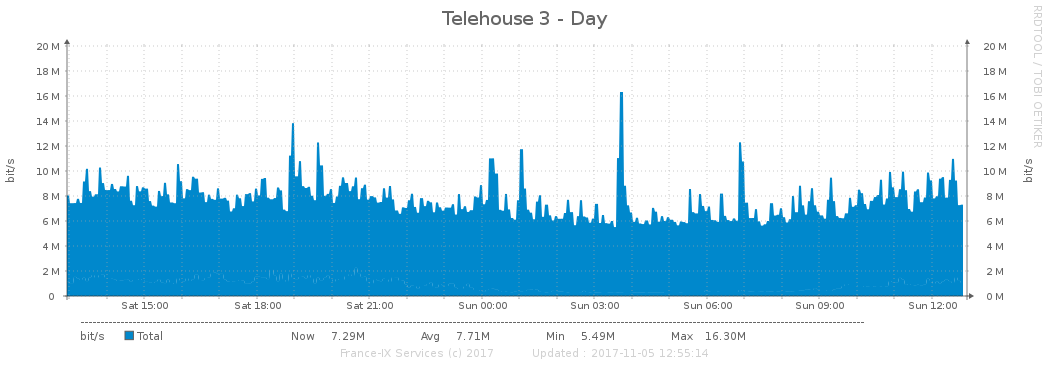 Telehouse 3 - Day
RRDTOOL / TOBI OETIKER
bit/s
20 M 20 M
18 M 18 M
16 M 16 M
14 M 14 M
12 M 12 M
10 M 10 M
8 M 8 M
6 M 6 M
4 M 4 M
2 M 2 M
0 0 M
bit/s
Sat 15:00 Sat 18:00 Sat 21:00 Sun 00:00 Sun 03:00 Sun 06:00 Sun 09:00 Sun 12:00
bit/s Total Now 7.29M Avg 7.71M Min 5.49M Max 16.30M
France-IX Services (c) 2017 Updated : 2017-11-05 12:55:14